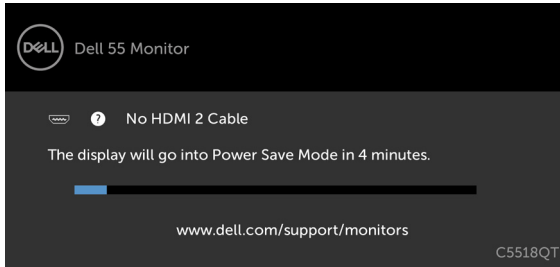 DELL
Dell 55 Monitor
? No HDMI 2 Cable
The display will go into Power Save Mode in 4 minutes.
www.dell.com/support/monitors
C5518QT